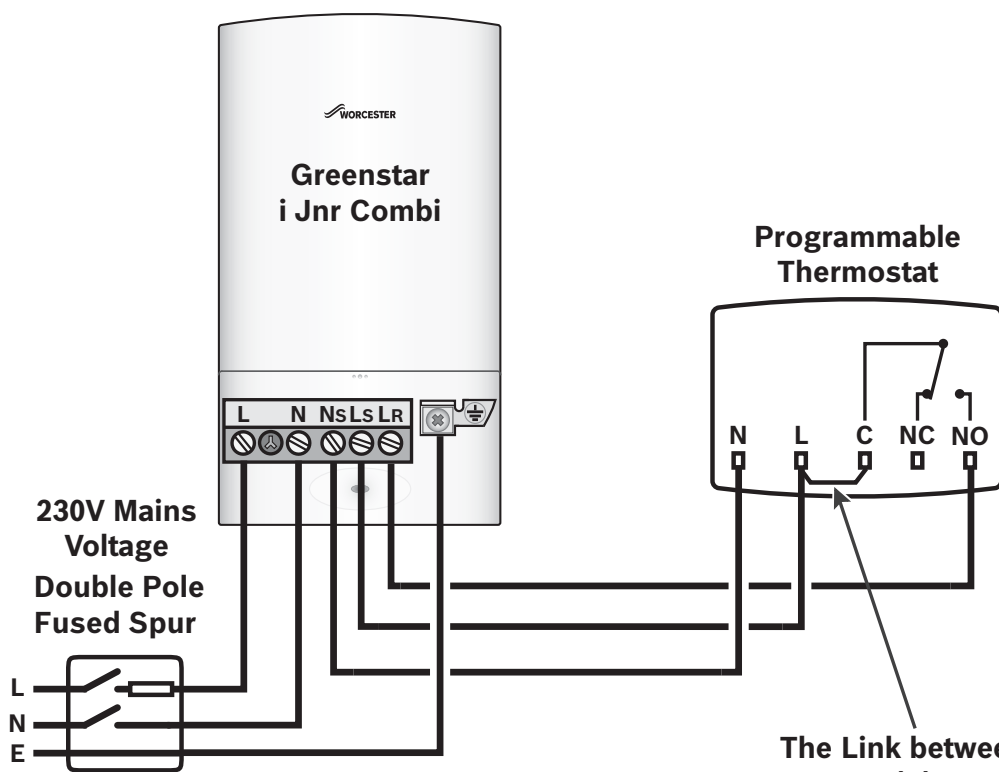 WORCESTER
Greenstar
i Jnr Combi
Programmable
Thermostat
L N NS LS LR
N L C NC NO
230V Mains
Voltage
Double Pole
Fused Spur
L
N
E
The Link